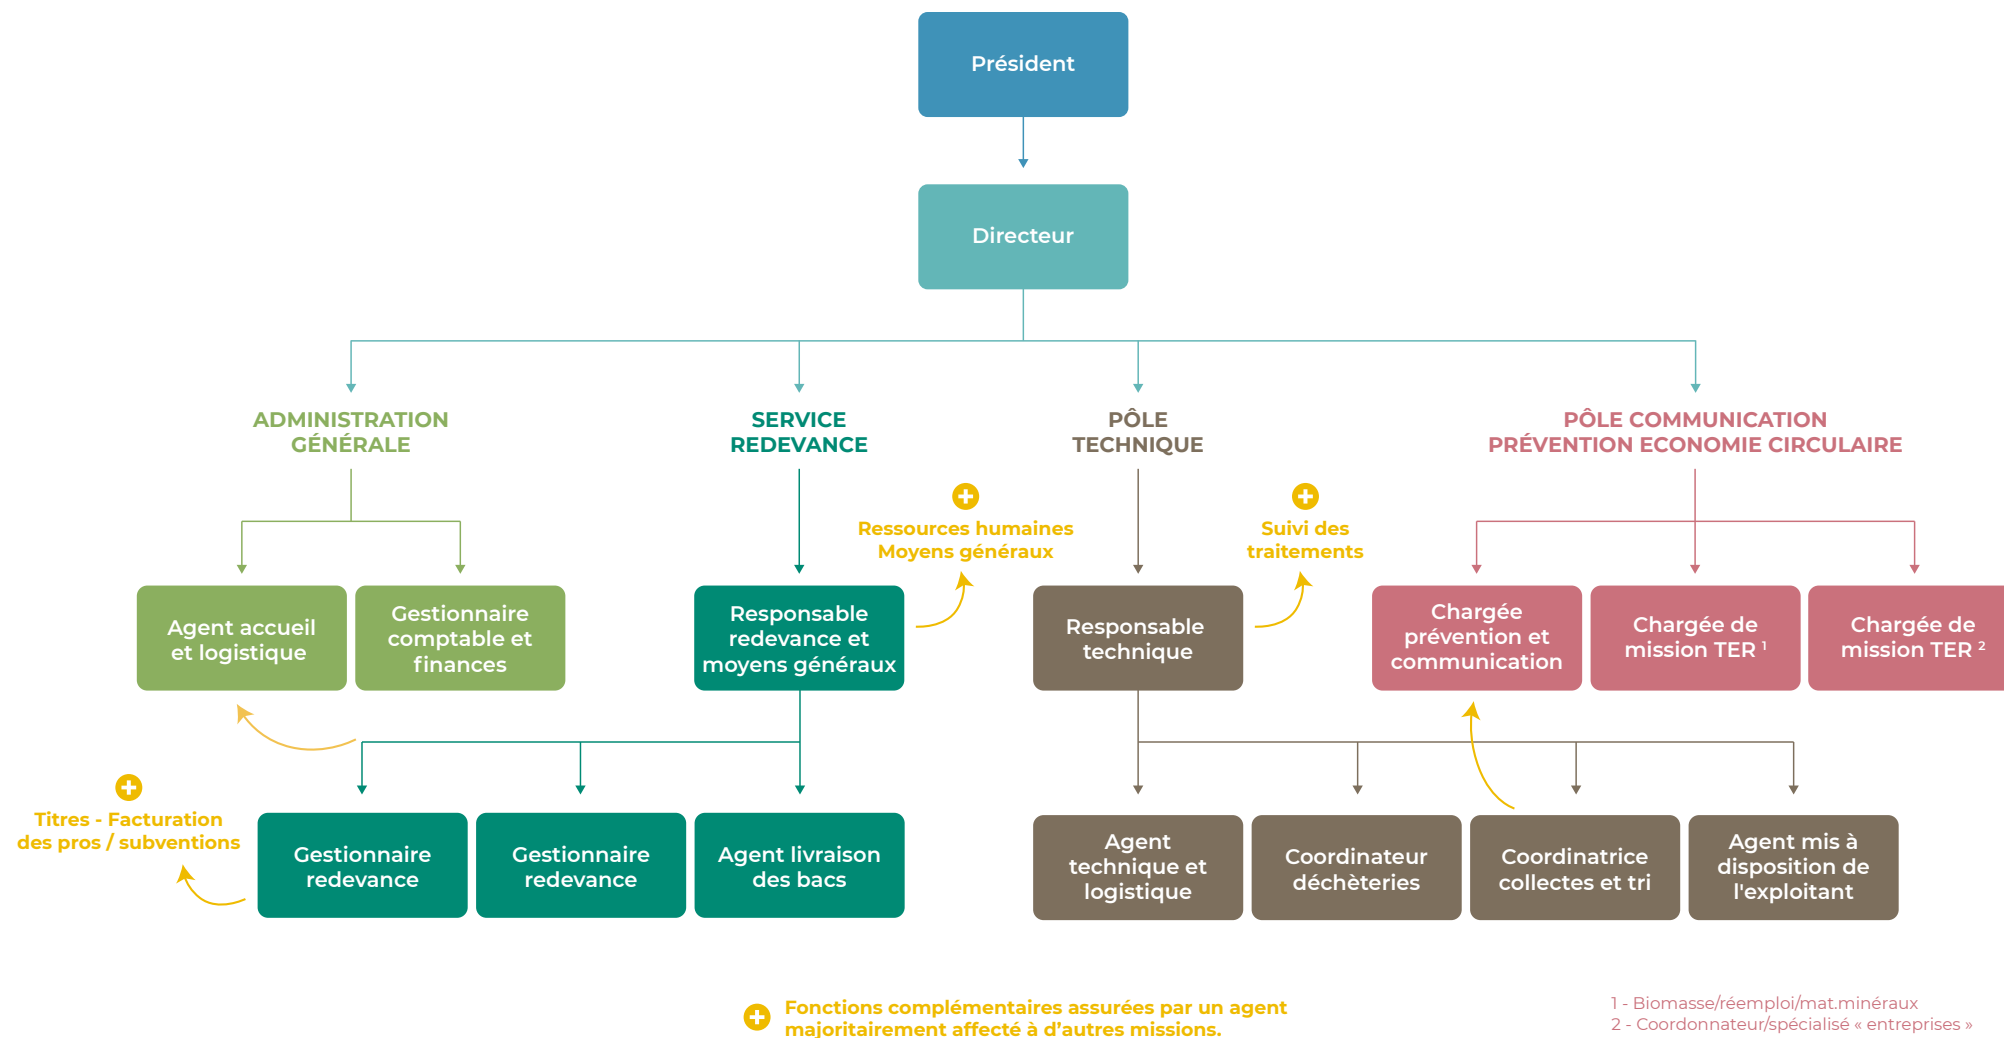 Président
Directeur
ADMINISTRATION
GÉNÉRALE
SERVICE
REDEVANCE
PÔLE
TECHNIQUE
PÔLE COMMUNICATION
PRÉVENTION ECONOMIE CIRCULAIRE
Ressources humaines
Moyens généraux
Suivi des
traitements
Agent accueil
et logistique
Gestionnaire
comptable et
finances
Responsable
redevance et
moyens généraux
Responsable
technique
Chargée
prévention et
communication
Chargée de
mission TER ¹
Chargée de
mission TER ²
Titres - Facturation
des pros / subventions
Gestionnaire
redevance
Gestionnaire
redevance
Agent livraison
des bacs
Agent
technique et
logistique
Coordinateur
déchèteries
Coordinatrice
collectes et tri
Agent mis à
disposition de
l'exploitant
Fonctions complémentaires assurées par un agent
majoritairement affecté à d’autres missions.
1 - Biomasse/réemploi/mat.minéraux
2 - Coordonnateur/spécialisé « entreprises »